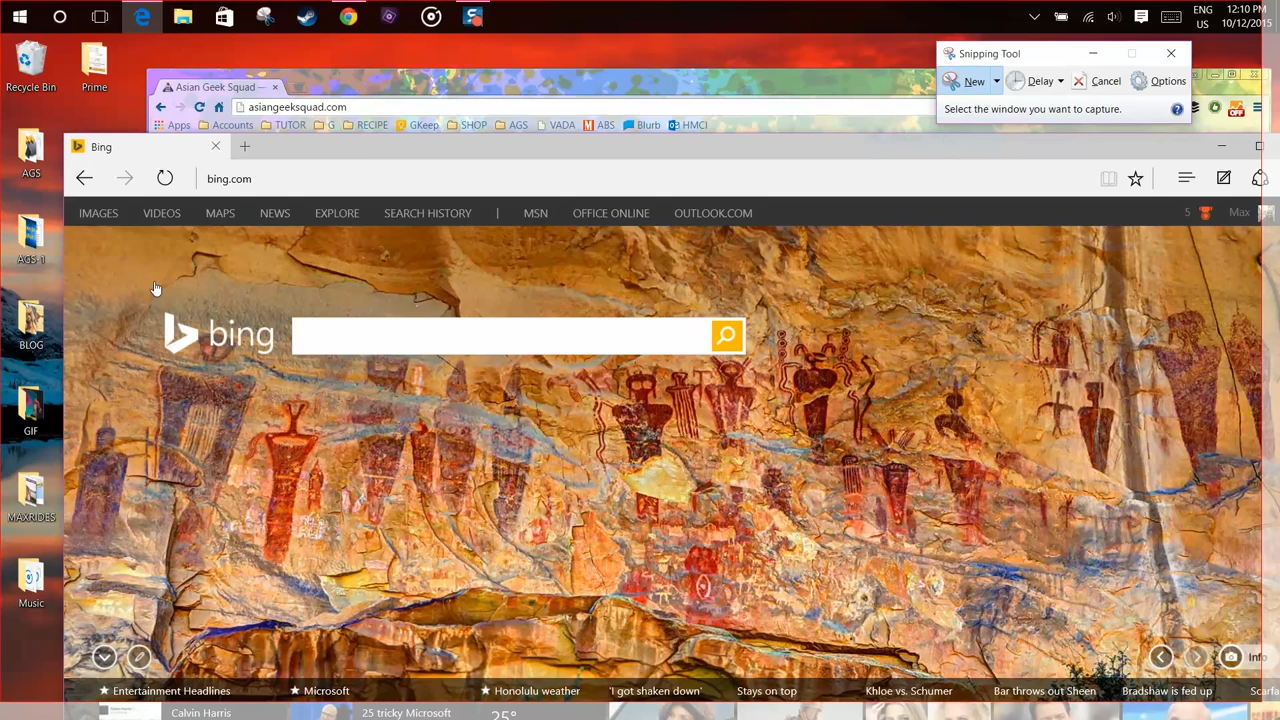 ENG
US
12:10 PM
10/12/2015
Recycle Bin
Prime
AGS
AGS-1
BLOG
GIF
MAXRIDES
Music
Snipping Tool
New
Delay
Cancel
Options
Select the window you want to capture.
Asian Geek Squad —
asiangeeksquad.com
Apps
Accounts
TUTOR
G
RECIPE
GKeep
SHOP
AGS
VADA
M ABS
Blurb
HMCI
OFF
Bing
bing.com
IMAGES
VIDEOS
MAPS
NEWS
EXPLORE
SEARCH HISTORY
|
MSN
OFFICE ONLINE
OUTLOOK.COM
5
Max
bing
Info
Entertainment Headlines
Microsoft
Honolulu weather
'I got shaken down'
Stays on top
Khloe vs. Schumer
Bar throws out Sheen
Bradshaw is fed up
Scarfa
Calvin Harris
25 tricky Microsoft
25°